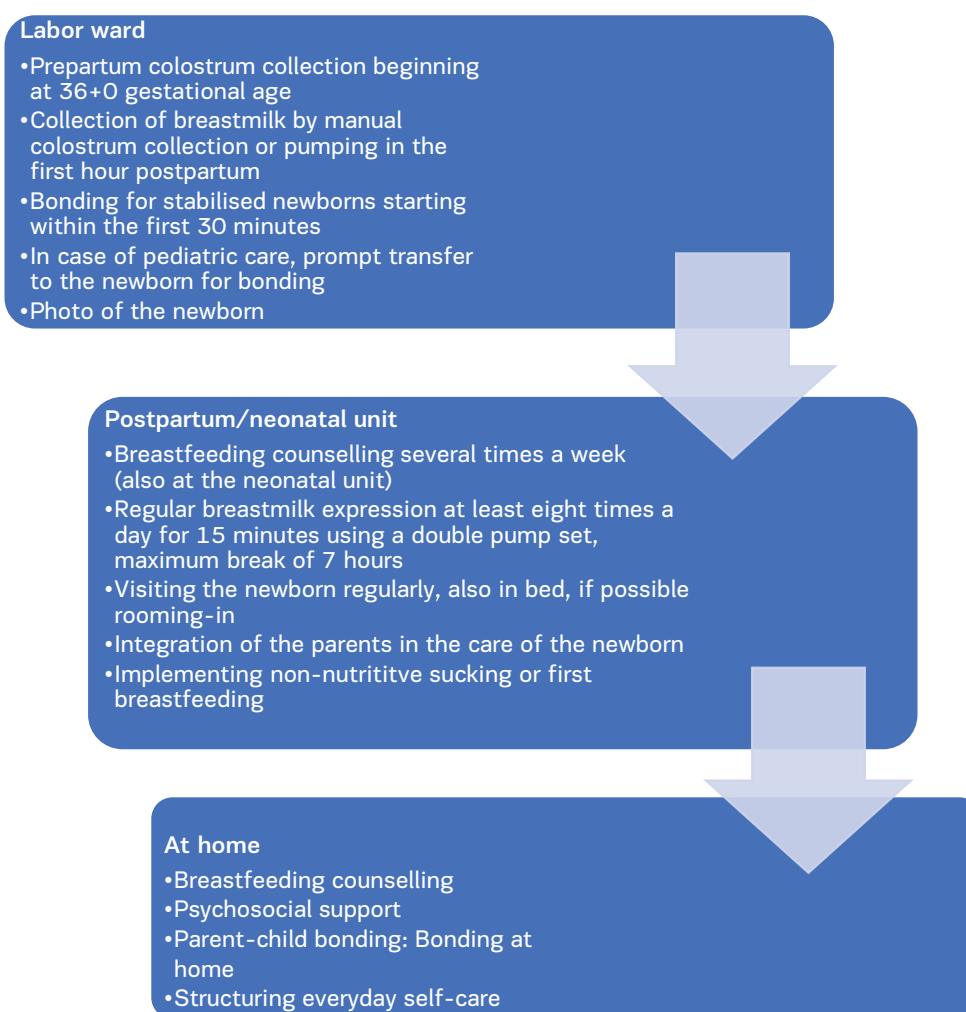 Labor ward
•Prepartum colostrum collection beginning
at 36+0 gestational age
•Collection of breastmilk by manual
colostrum collection or pumping in the
first hour postpartum
•Bonding for stabilised newborns starting
within the first 30 minutes
•In case of pediatric care, prompt transfer
to the newborn for bonding
•Photo of the newborn
Postpartum/neonatal unit
•Breastfeeding counselling several times a week
(also at the neonatal unit)
•Regular breastmilk expression at least eight times a
day for 15 minutes using a double pump set,
maximum break of 7 hours
•Visiting the newborn regularly, also in bed, if possible
rooming-in
•Integration of the parents in the care of the newborn
•Implementing non-nutrititve sucking or first
breastfeeding
At home
•Breastfeeding counselling
•Psychosocial support
•Parent-child bonding: Bonding at
home
•Structuring everyday self-care